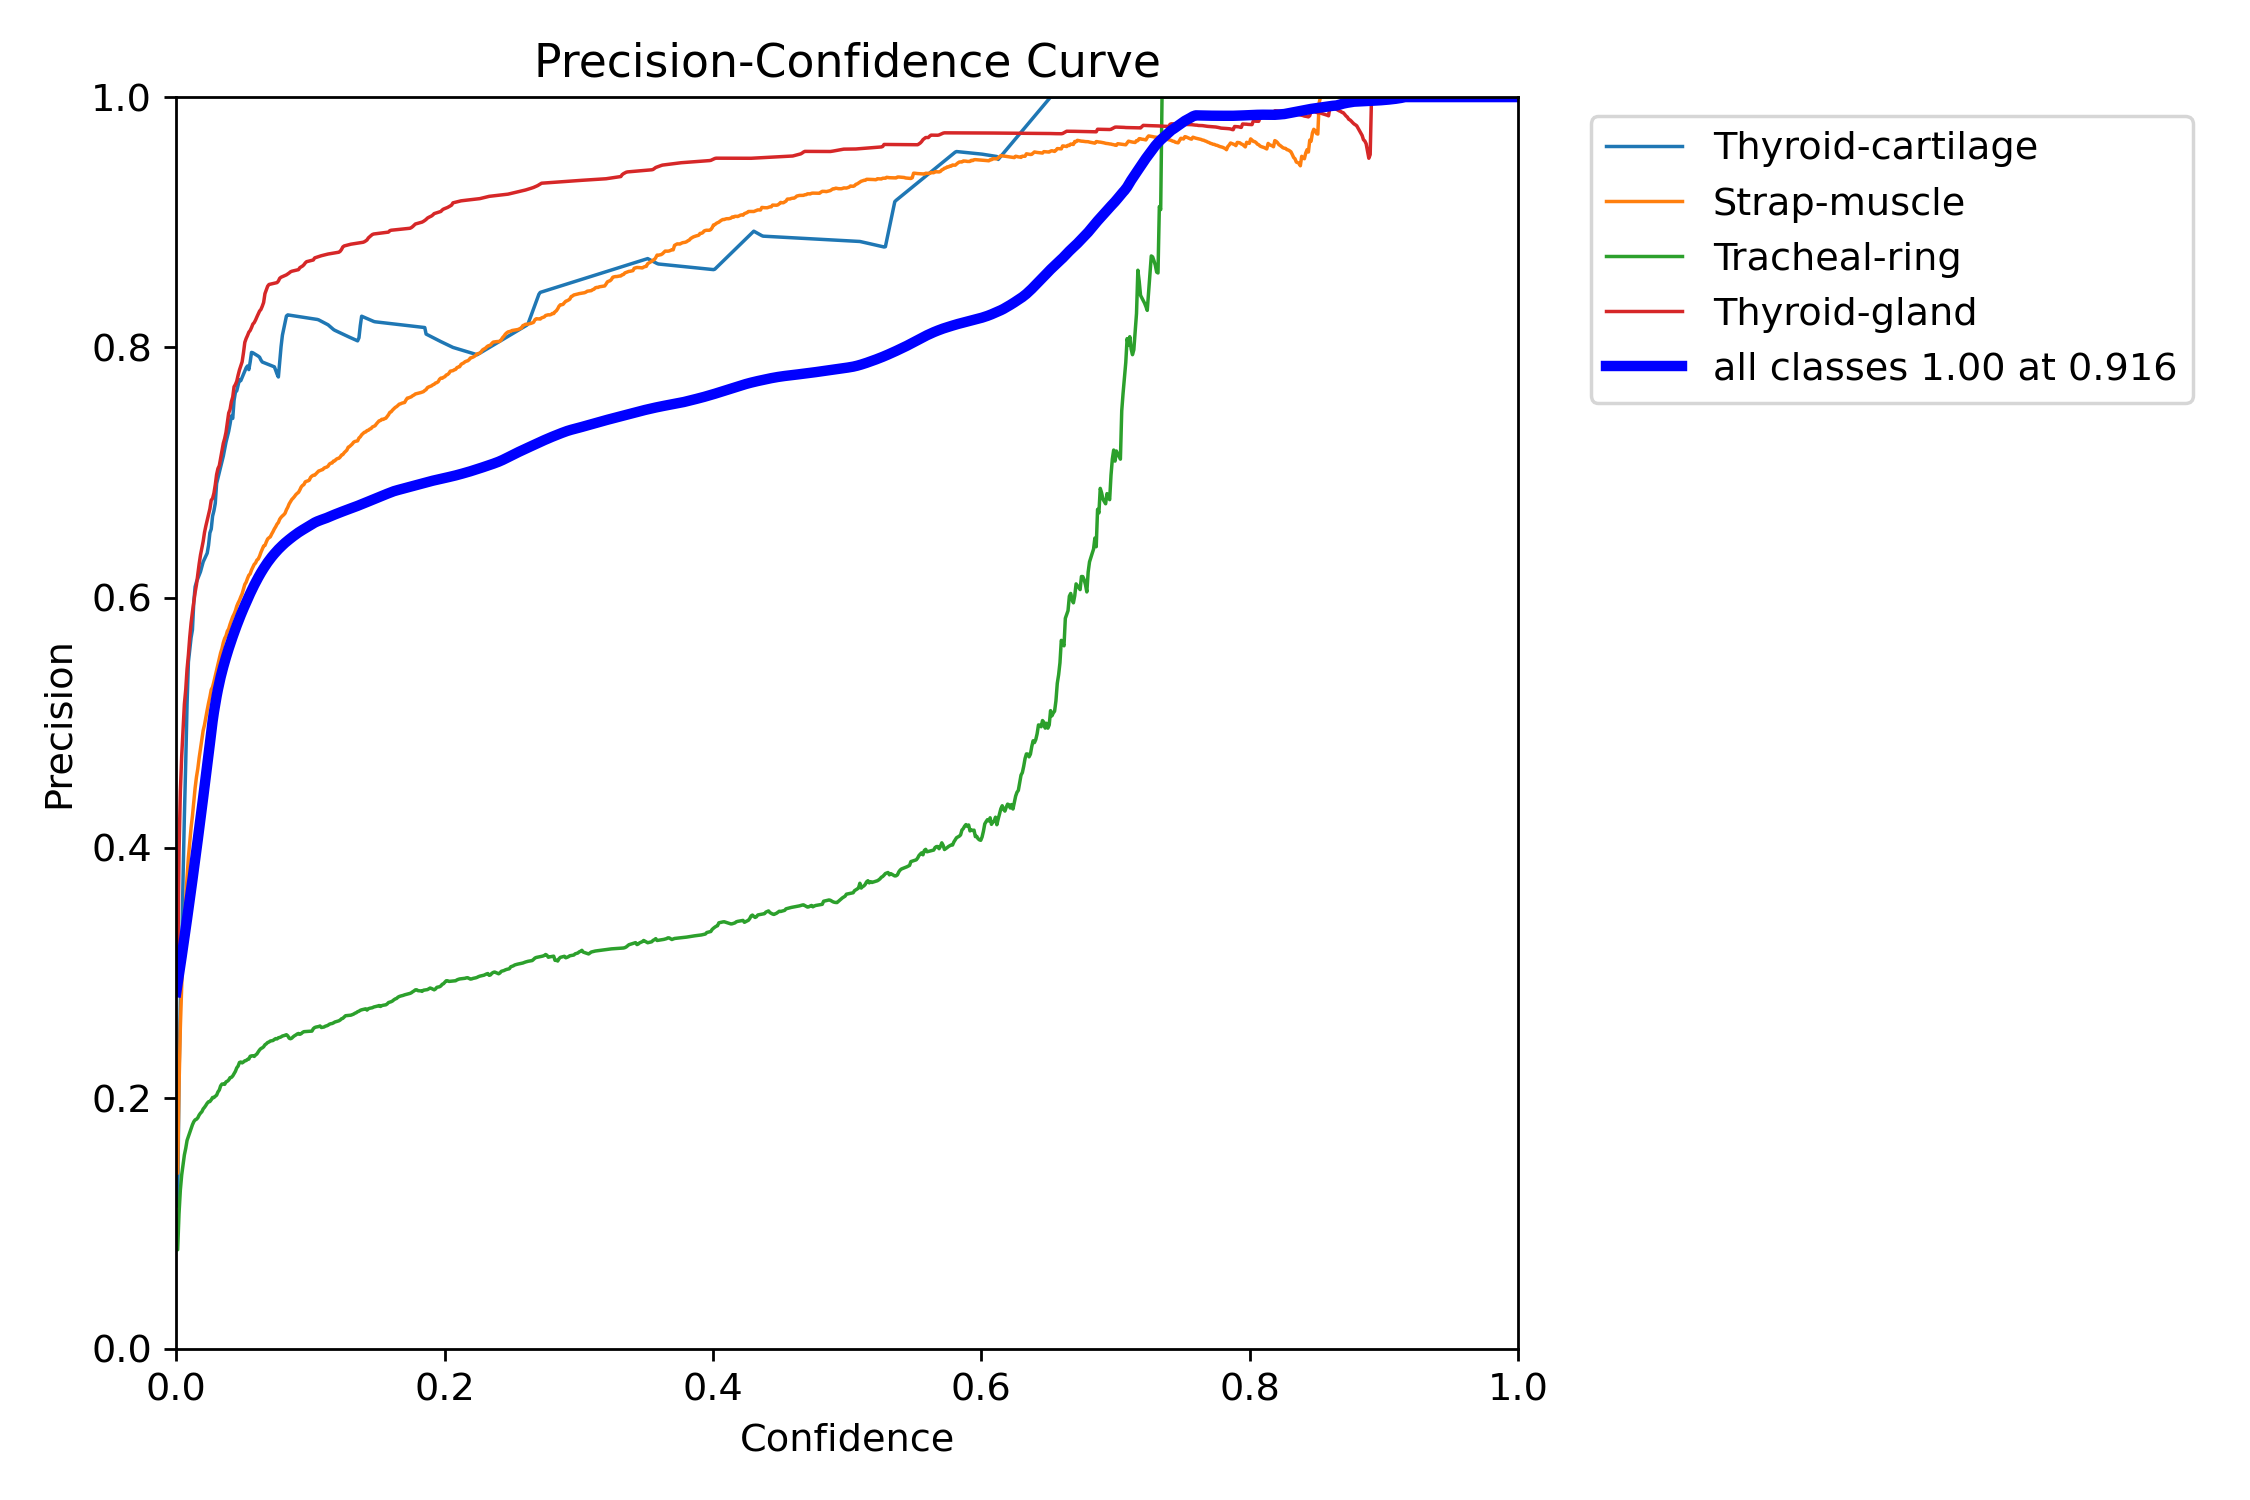 Precision-Confidence Curve
1.0
0.8
0.6
0.4
0.2
0.0
Precision
0.0 0.2 0.4 0.6 0.8 1.0
Confidence
Thyroid-cartilage
Strap-muscle
Tracheal-ring
Thyroid-gland
all classes 1.00 at 0.916